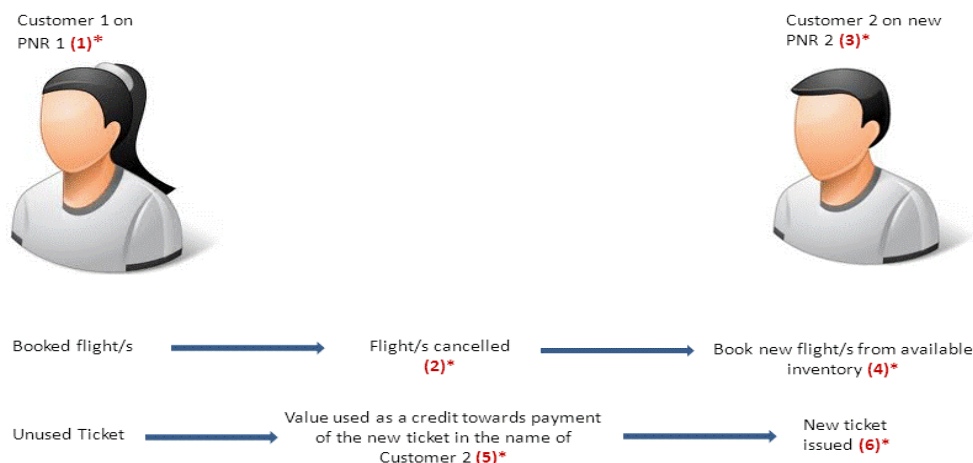 Customer 1 on
PNR 1 (1)*
Customer 2 on new
PNR 2 (3)*
Booked flight/s
Flight/s cancelled
(2)*
Book new flight/s from available
inventory (4)*
Unused Ticket
Value used as a credit towards payment
of the new ticket in the name of
Customer 2 (5)*
New ticket
issued (6)*